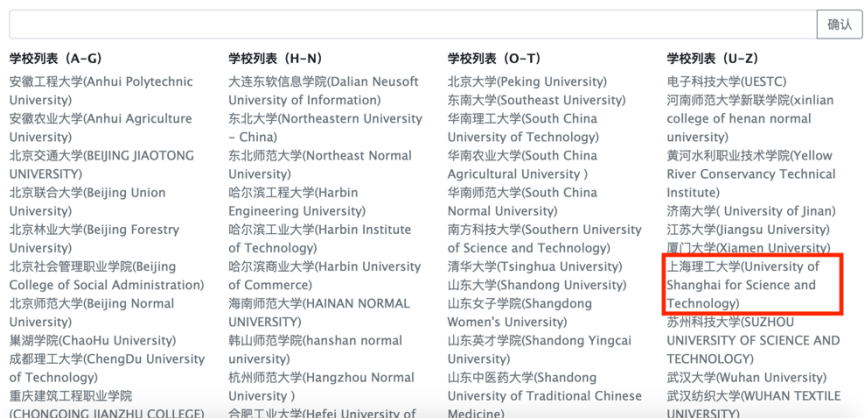 确认
学校列表（A-G）
安徽工程大学(Anhui Polytechnic
University)
安徽农业大学(Anhui Agriculture
University)
北京交通大学(BEIJING JIAOTONG
UNIVERSITY)
北京联合大学(Beijing Union
University)
北京林业大学(Beijing Forestry
University)
北京社会管理职业学院(Beijing
College of Social Administration)
北京师范大学(Beijing Normal
University)
巢湖学院(ChaoHu University)
成都理工大学(ChengDu University
of Technology)
重庆建筑工程职业学院
(CHONGQING JIANZHU COLLEGE)
学校列表（H-N）
大连东软信息学院(Dalian Neusoft
University of Information)
东北大学(Northeastern University
- China)
东北师范大学(Northeast Normal
University)
哈尔滨工程大学(Harbin
Engineering University)
哈尔滨工业大学(Harbin Institute
of Technology)
哈尔滨商业大学(Harbin University
of Commerce)
海南师范大学(HAINAN NORMAL
UNIVERSITY)
韩山师范学院(hanshan normal
university)
杭州师范大学(Hangzhou Normal
University )
合肥工业大学(Hefei University of
学校列表（O-T）
北京大学(Peking University)
东南大学(Southeast University)
华南理工大学(South China
University of Technology)
华南农业大学(South China
Agricultural University )
华南师范大学(South China
Normal University)
南方科技大学(Southern University
of Science and Technology)
清华大学(Tsinghua University)
山东大学(Shandong University)
山东女子学院(Shangdong
Women's University)
山东英才学院(Shandong Yingcai
University)
山东中医药大学(Shandong
University of Traditional Chinese
Medicine)
学校列表（U-Z）
电子科技大学(UESTC)
河南师范大学新联学院(xinlian
college of henan normal
university)
黄河水利职业技术学院(Yellow
River Conservancy Technical
Institute)
济南大学( University of Jinan)
江苏大学(Jiangsu University)
厦门大学(Xiamen University)
上海理工大学(University of
Shanghai for Science and
Technology)
苏州科技大学(SUZHOU
UNIVERSITY OF SCIENCE AND
TECHNOLOGY)
武汉大学(Wuhan University)
武汉纺织大学(WUHAN TEXTILE
UNIVERSITY